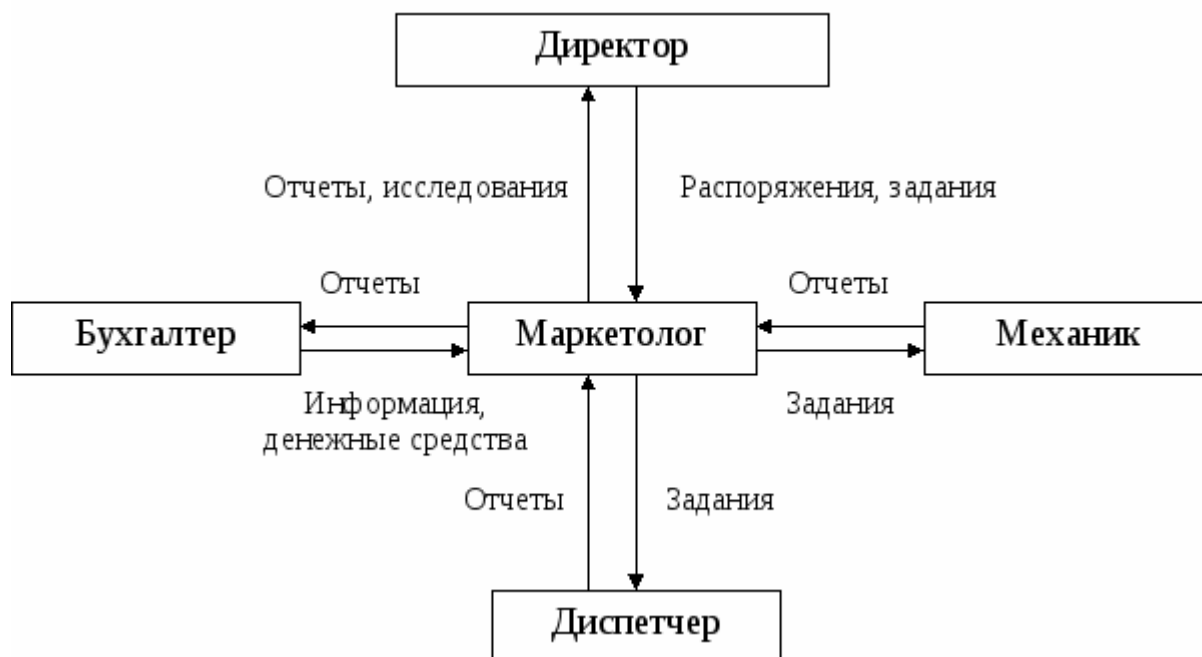 Директор
Отчеты, исследования
Распоряжения, задания
Отчеты
Отчеты
Бухгалтер
Маркетолог
Механик
Информация,
денежные средства
Задания
Отчеты
Задания
Диспетчер